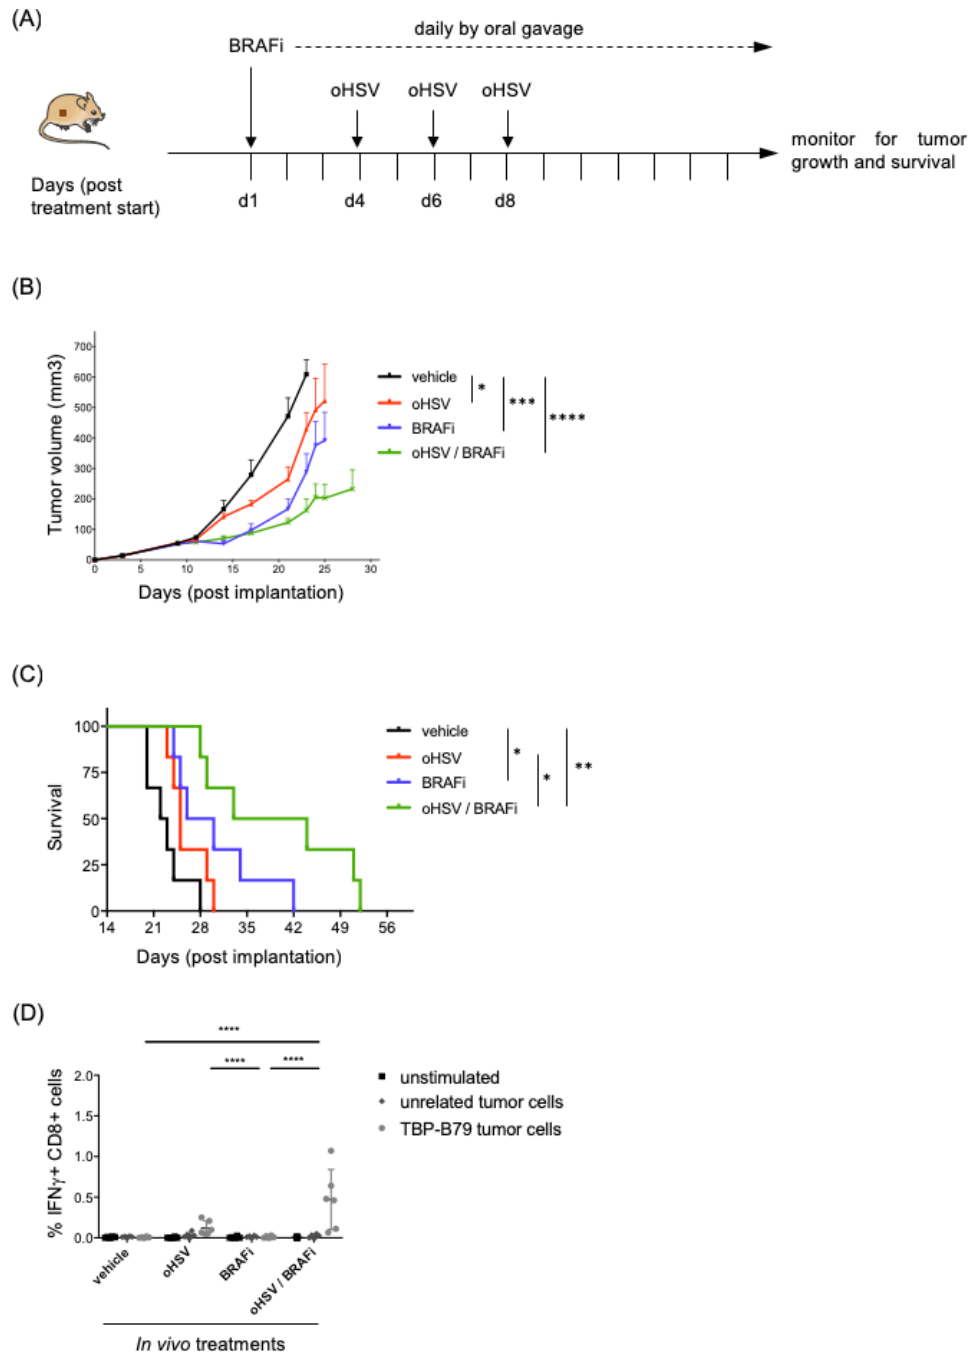 (A)
daily by oral gavage
BRAFi
oHSV oHSV oHSV
monitor for tumor
growth and survival
Days (post
treatment start)
d1 d4 d6 d8
(B)
Tumor volume (mm3)
700
600
500
400
300
200
100
0
0 5 10 15 20 25 30
Days (post implantation)
vehicle
oHSV
BRAFi
oHSV / BRAFi
* *** ****
(C)
Survival
100
75
50
25
0
14 21 28 35 42 49 56
Days (post implantation)
vehicle
oHSV
BRAFi
oHSV / BRAFi
* * **
(D)
****
**** ****
% IFNγ+ CD8+ cells
2.0
1.5
1.0
0.5
0.0
unstimulated
unrelated tumor cells
TBP-B79 tumor cells
vehicle
oHSV
BRAFi
oHSV / BRAFi
In vivo treatments